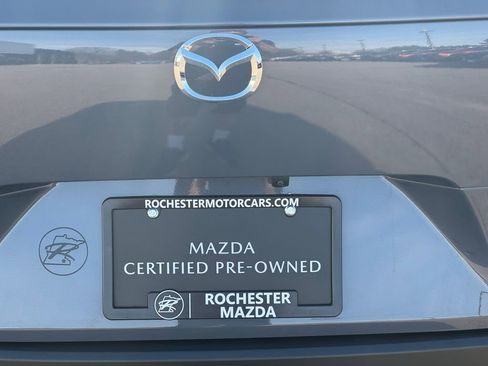 ROCHESTERMOTORCARS.COM
MAZDA
CERTIFIED PRE-OWNED
ROCHESTER
MAZDA